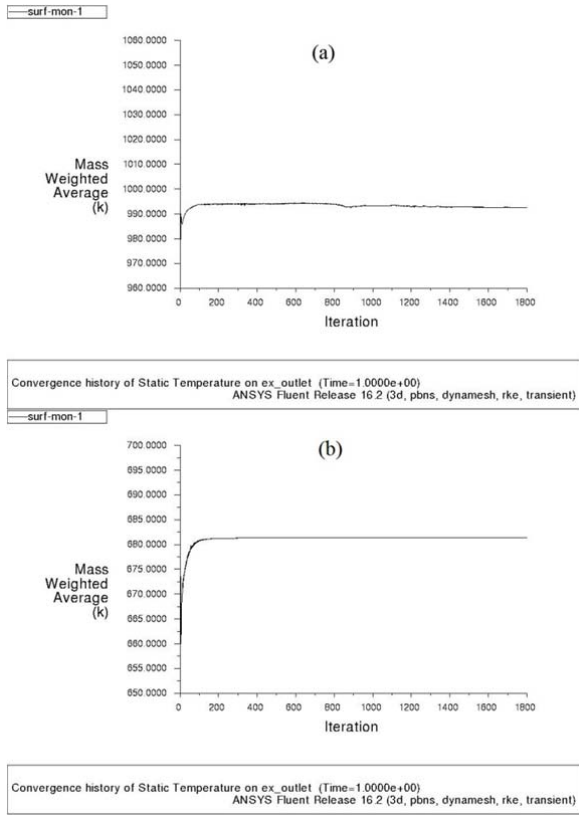 surf-mon-1
(a)
1060.0000
1050.0000
1040.0000
1030.0000
1020.0000
1010.0000
1000.0000
990.0000
980.0000
970.0000
960.0000
Mass
Weighted
Average
(k)
0 200 400 600 800 1000 1200 1400 1600 1800
Iteration
Convergence history of Static Temperature on ex_outlet (Time=1.0000e+00)
ANSYS Fluent Release 16.2 (3d, pbns, dynamesh, rke, transient)
surf-mon-1
(b)
700.0000
695.0000
690.0000
685.0000
680.0000
675.0000
670.0000
665.0000
660.0000
655.0000
650.0000
Mass
Weighted
Average
(k)
0 200 400 600 800 1000 1200 1400 1600 1800
Iteration
Convergence history of Static Temperature on ex_outlet (Time=1.0000e+00)
ANSYS Fluent Release 16.2 (3d, pbns, dynamesh, rke, transient)